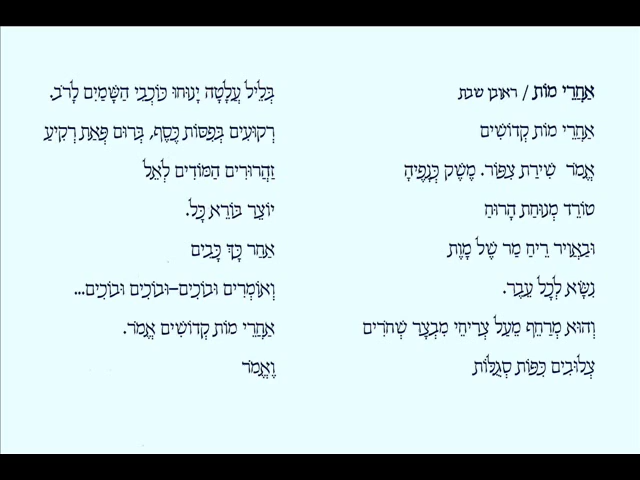 אַחֲרֵי מוֹת / ראובן שבת
אַחֲרֵי מוֹת קְדוֹשִׁים
אֱמֹר שִׁירַת צִפּוֹר. מַשַּׁק כְּנָפֶיהָ
טוֹרֵד מְנוּחַת הָרוּחַ
וּבַאֲוִיר רֵיחַ מַר שֶׁל מָוֶת
נִשָּׂא לְכָל עֵבֶר.
וְהוּא מְרַחֵף מֵעַל צְרִיחֵי מִבְצָר שְׁחֹרִים
צְלוּבִים כִּפּוֹת סְגֻלּוֹת
בְּלֵיל עֲלָטָה יָנוּחוּ כּוֹכְבֵי הַשָּׁמַיִם לָרֹב.
רְקוּעִים בְּפִסּוֹת כֶּסֶף, בְּרוּם פְּאַת רְקִיעַ
זַהֲרוּרִים הַמּוֹדִים לְאֵל
יוֹצֵר בּוֹרֵא כָּל.
אַחַר כָּךְ כָּבִים
וְאוֹמְרִים וּבוֹכִים–וּבוֹכִים וּבוֹכִים...
אַחֲרֵי מוֹת קְדוֹשִׁים אֱמֹר.
וֶאֱמֹר